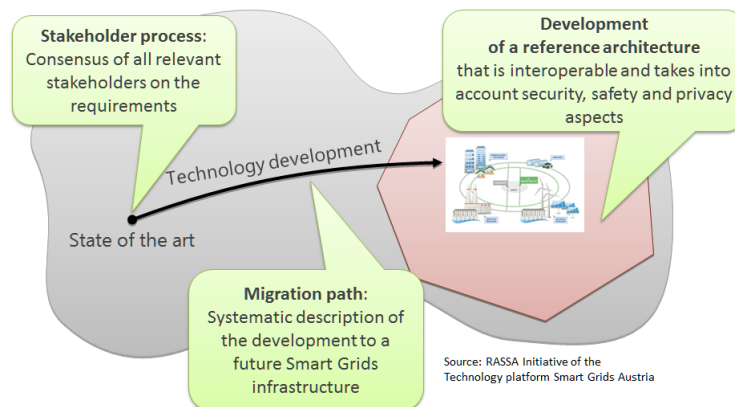 Stakeholder process:
Consensus of all relevant
stakeholders on the
requirements
Development
of a reference architecture
that is interoperable and takes into
account security, safety and privacy
aspects
Technology development
State of the art
Migration path:
Systematic description of
the development to a
future Smart Grids
infrastructure
Source: RASSA Initiative of the
Technology platform Smart Grids Austria